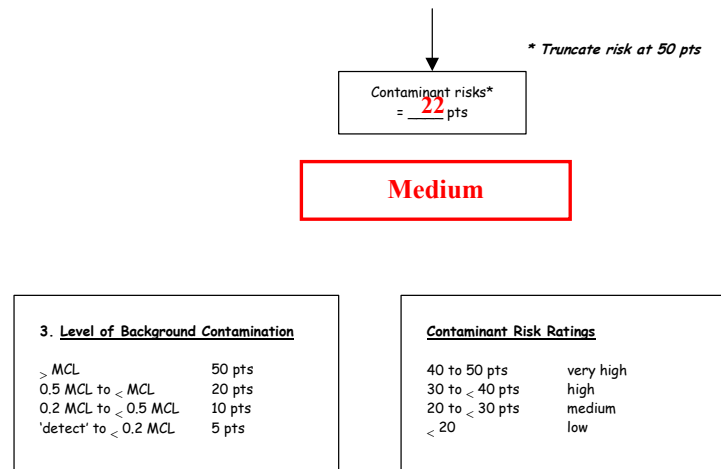 * Truncate risk at 50 pts
Contaminant risks*
= 22 pts
Medium
3. Level of Background Contamination
> MCL 50 pts
0.5 MCL to < MCL 20 pts
0.2 MCL to < 0.5 MCL 10 pts
‘detect’ to < 0.2 MCL 5 pts
Contaminant Risk Ratings
40 to 50 pts very high
30 to < 40 pts high
20 to < 30 pts medium
< 20 low